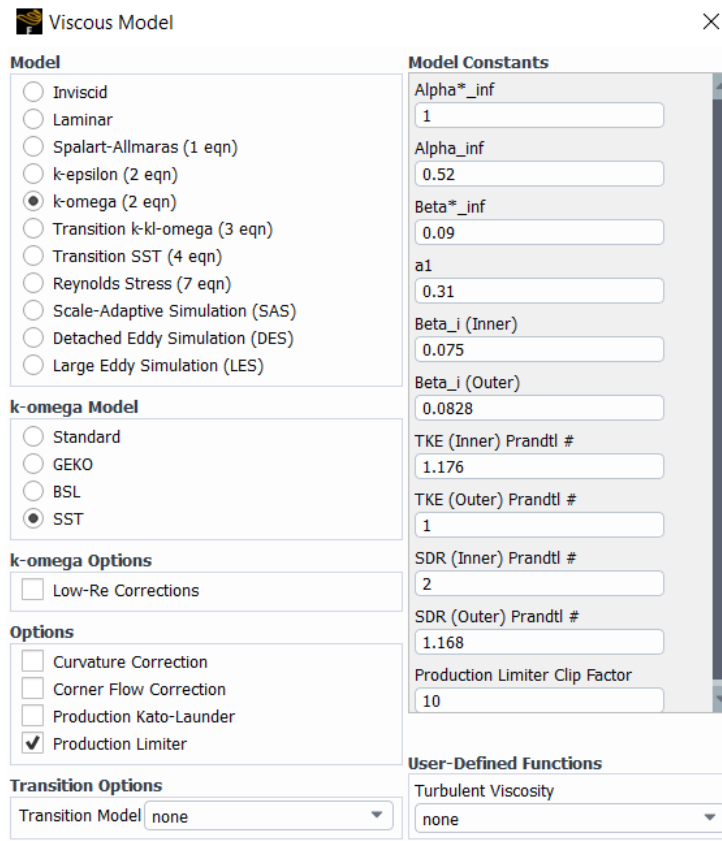 F
Viscous Model
Model
Inviscid
Laminar
Spalart-Allmaras (1 eqn)
k-epsilon (2 eqn)
k-omega (2 eqn)
Transition k-kl-omega (3 eqn)
Transition SST (4 eqn)
Reynolds Stress (7 eqn)
Scale-Adaptive Simulation (SAS)
Detached Eddy Simulation (DES)
Large Eddy Simulation (LES)
k-omega Model
Standard
GEKO
BSL
SST
k-omega Options
Low-Re Corrections
Options
Curvature Correction
Corner Flow Correction
Production Kato-Launder
Production Limiter
Transition Options
Transition Model none
Model Constants
Alpha*_inf
1
Alpha_inf
0.52
Beta*_inf
0.09
a1
0.31
Beta_i (Inner)
0.075
Beta_i (Outer)
0.0828
TKE (Inner) Prandtl #
1.176
TKE (Outer) Prandtl #
1
SDR (Inner) Prandtl #
2
SDR (Outer) Prandtl #
1.168
Production Limiter Clip Factor
10
User-Defined Functions
Turbulent Viscosity
none